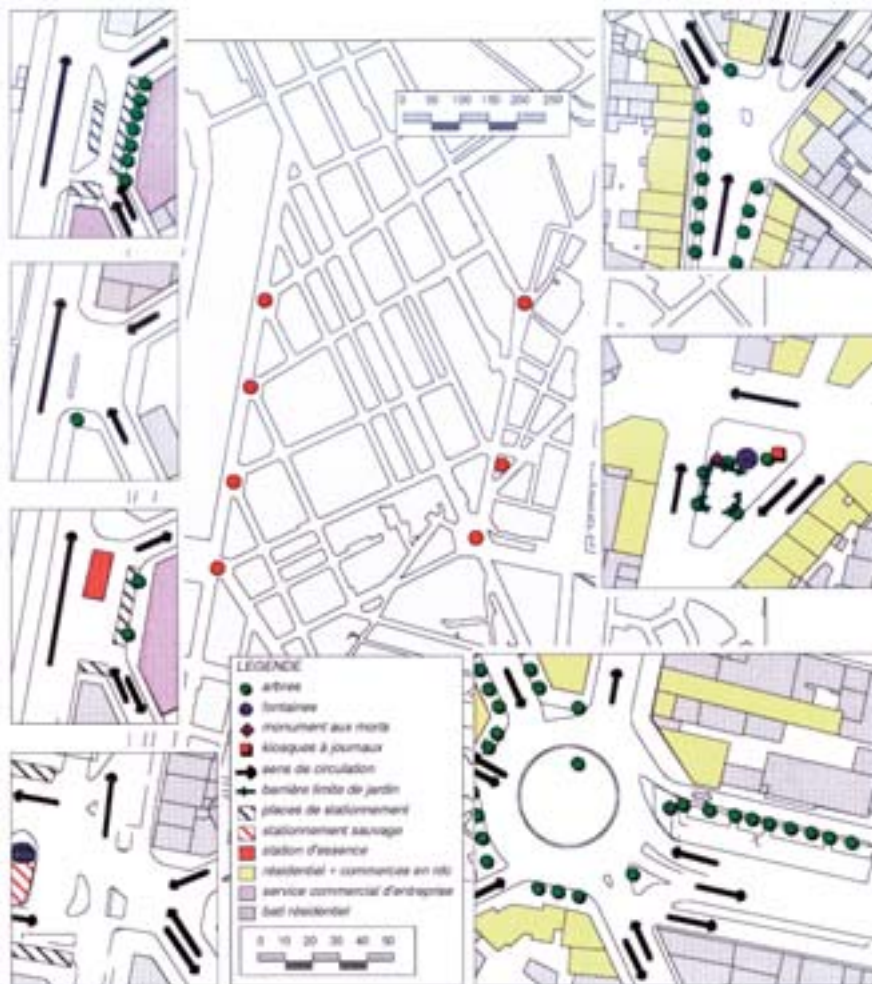 0 50 100 150 200 250
LEGENDE
arbres
fontaines
monument aux morts
kiosques à journaux
sens de circulation
barrière limite de jardin
places de stationnement
stationnement sauvage
station d'essence
résidentiel + commerces en rdc
service commercial d'entreprise
bati résidentiel
0 10 20 30 40 50